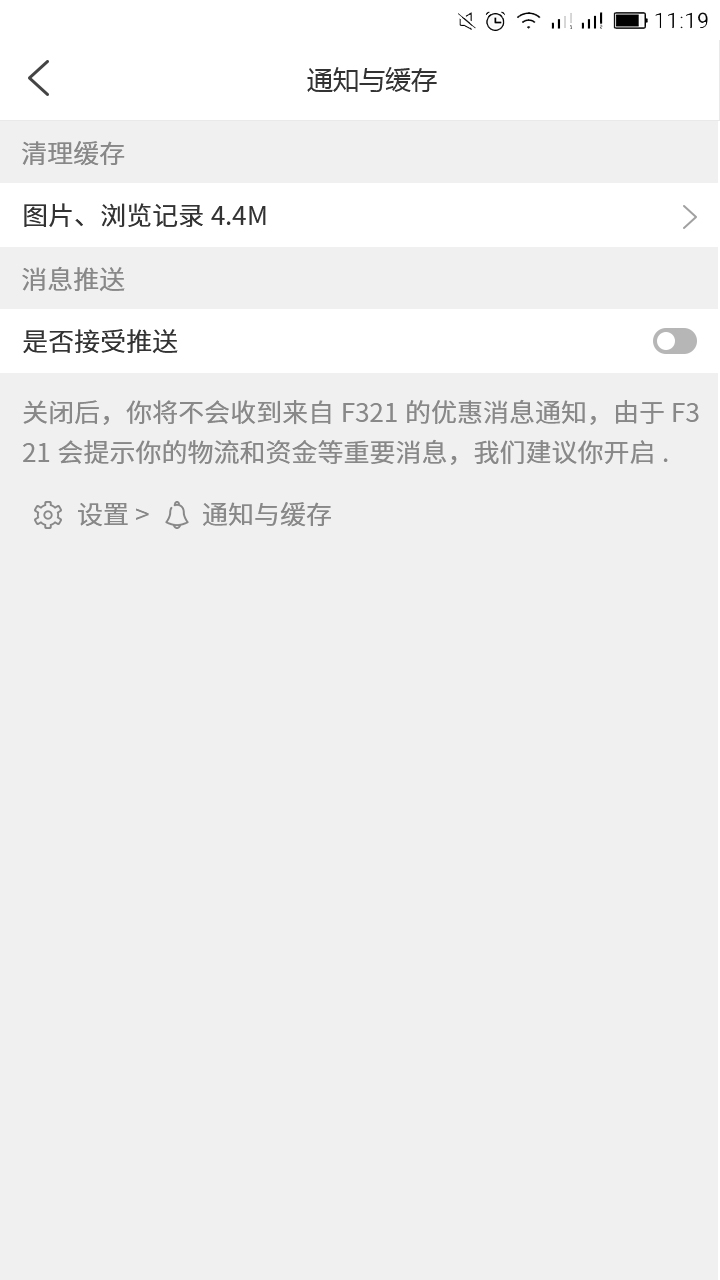 11:19
通知与缓存
清理缓存
图片、浏览记录 4.4M
消息推送
是否接受推送
关闭后，你将不会收到来自 F321 的优惠消息通知，由于 F3
21 会提示你的物流和资金等重要消息，我们建议你开启 .
设置 > 通知与缓存